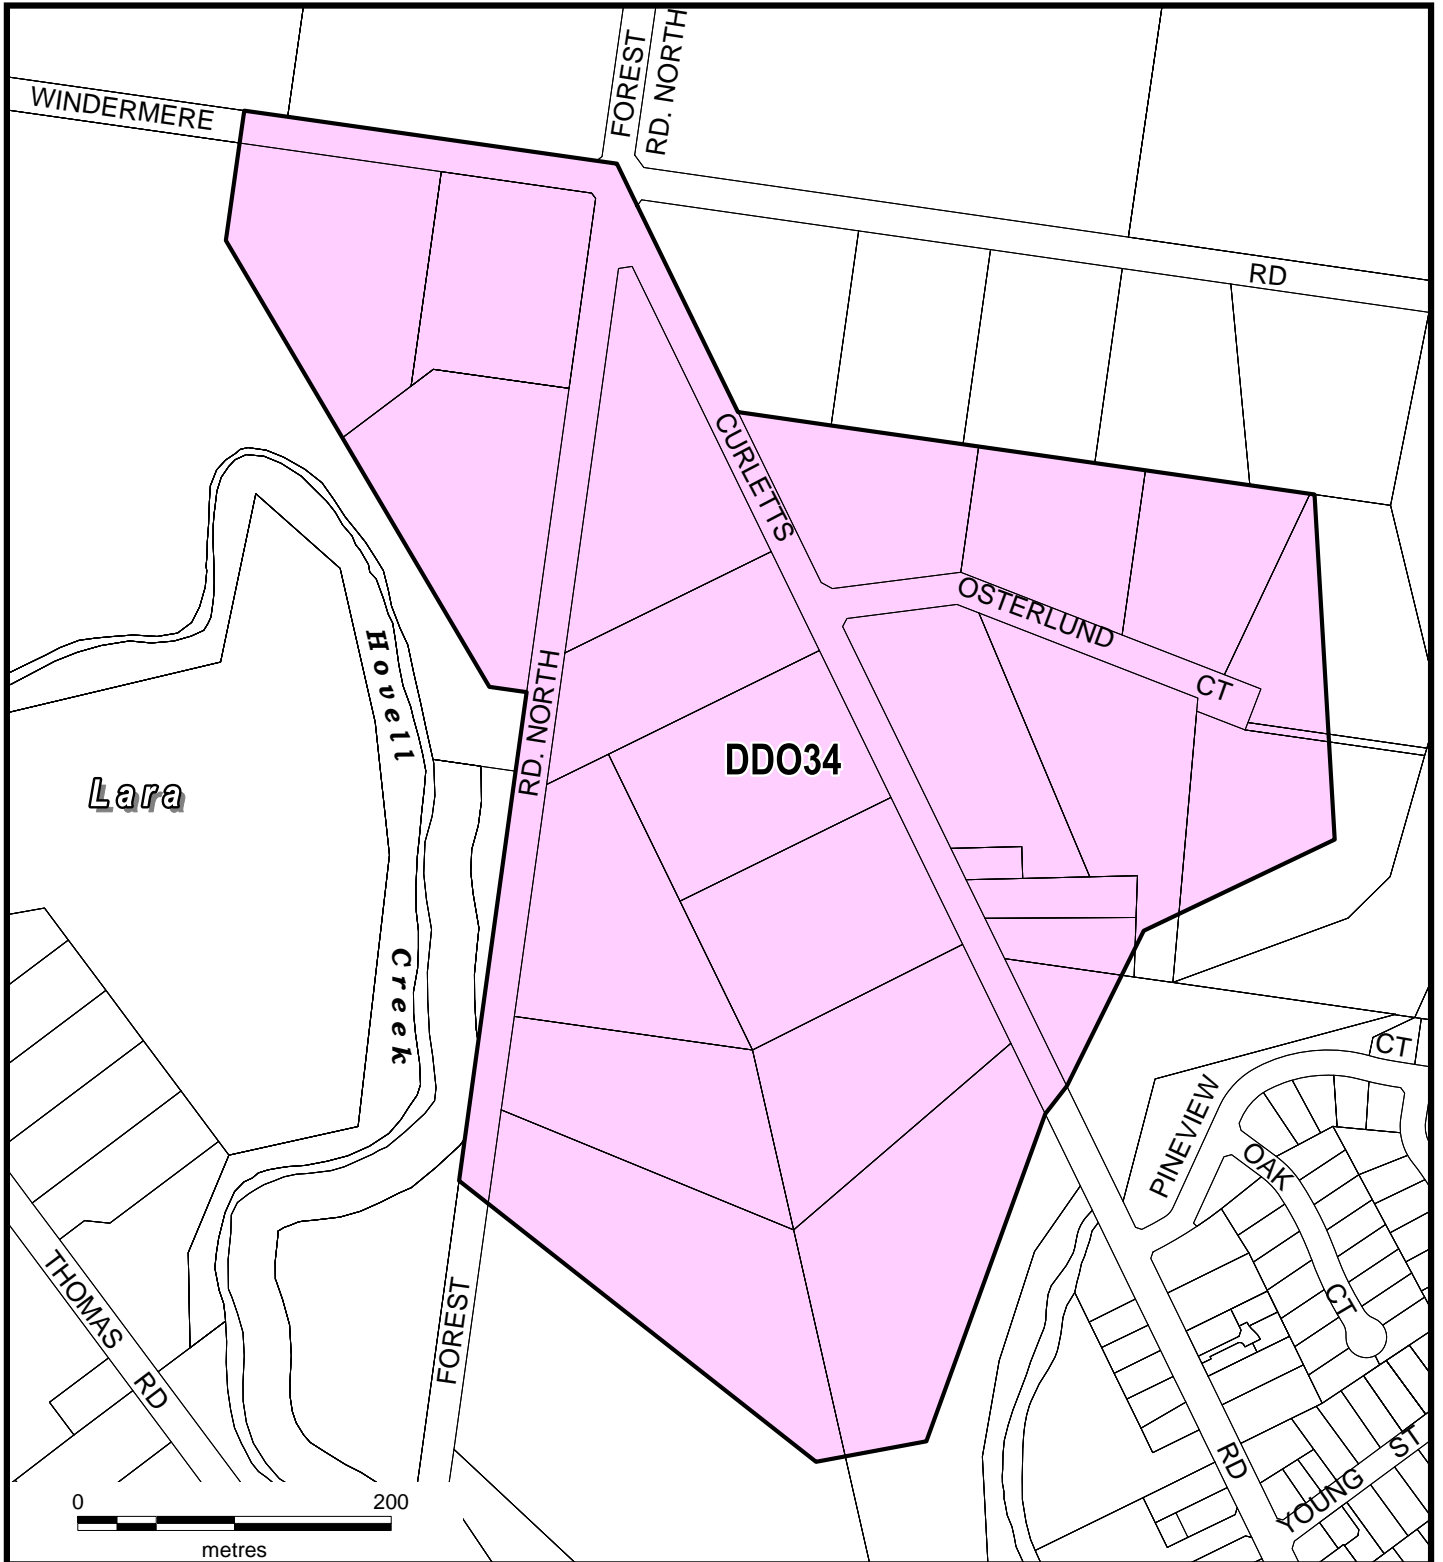 FOREST
RD. NORTH
WINDERMERE
RD
CURLETTS
OSTERLUND
CT
Hovell
RD. NORTH
DDO34
Lara
Creek
CT
PINEVIEW
OAK
THOMAS
FOREST
CT
RD
RD
YOUNG ST
0 200
metres